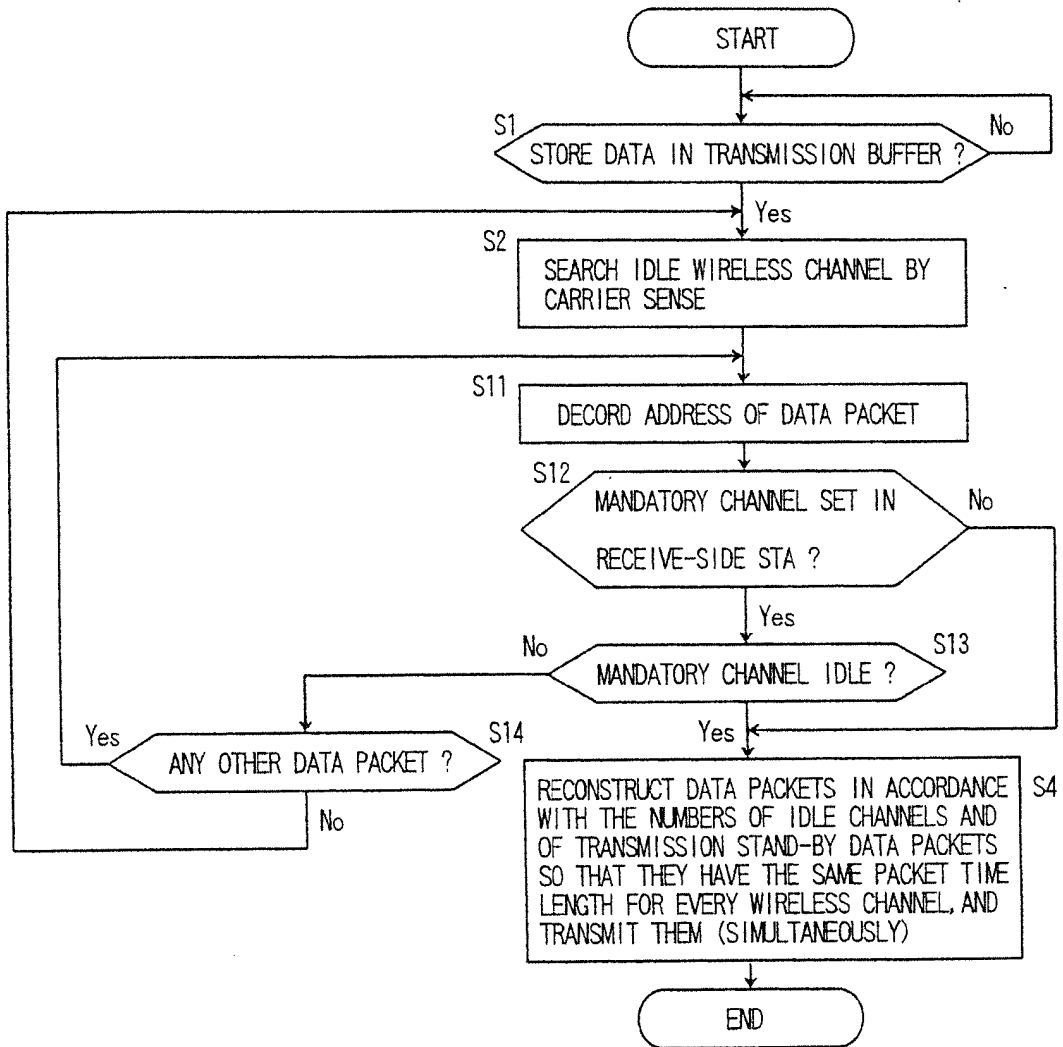 START
S1
No
STORE DATA IN TRANSMISSION BUFFER ?
Yes
S2
SEARCH IDLE WIRELESS CHANNEL BY
CARRIER SENSE
S11
DECORD ADDRESS OF DATA PACKET
S12
MANDATORY CHANNEL SET IN
No
RECEIVE-SIDE STA ?
Yes
No
S13
MANDATORY CHANNEL IDLE ?
Yes
Yes
S14
ANY OTHER DATA PACKET ?
No
RECONSTRUCT DATA PACKETS IN ACCORDANCE
S4
WITH THE NUMBERS OF IDLE CHANNELS AND
OF TRANSMISSION STAND-BY DATA PACKETS
SO THAT THEY HAVE THE SAME PACKET TIME
LENGTH FOR EVERY WIRELESS CHANNEL, AND
TRANSMIT THEM (SIMULTANEOUSLY)
END